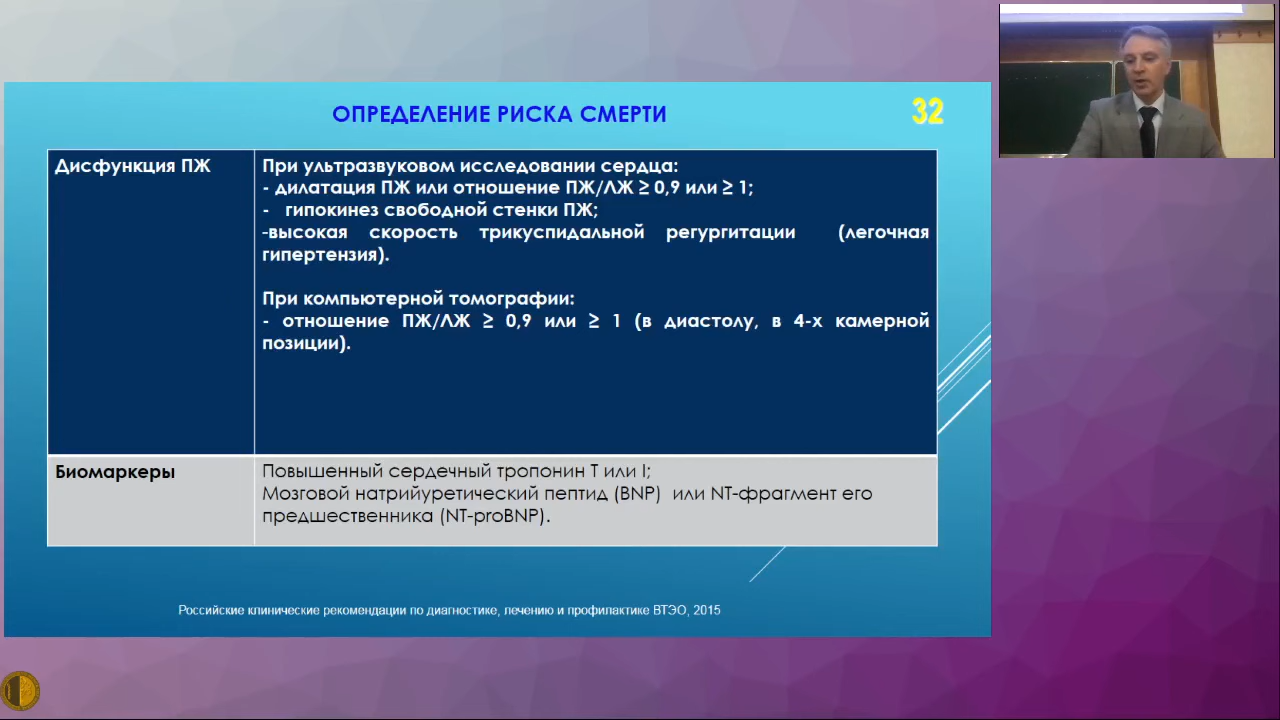 ОПРЕДЕЛЕНИЕ РИСКА СМЕРТИ
32
Дисфункция ПЖ
При ультразвуковом исследовании сердца:
- дилатация ПЖ или отношение ПЖ/ЛЖ ≥ 0,9 или ≥ 1;
- гипокинез свободной стенки ПЖ;
-высокая скорость трикуспидальной регургитации (легочная
гипертензия).
При компьютерной томографии:
- отношение ПЖ/ЛЖ ≥ 0,9 или ≥ 1 (в диастолу, в 4-х камерной
позиции).
Биомаркеры
Повышенный сердечный тропонин Т или I;
Мозговой натрийуретический пептид (BNP) или NT-фрагмент его
предшественника (NT-proBNP).
Российские клинические рекомендации по диагностике, лечению и профилактике ВТЭО, 2015